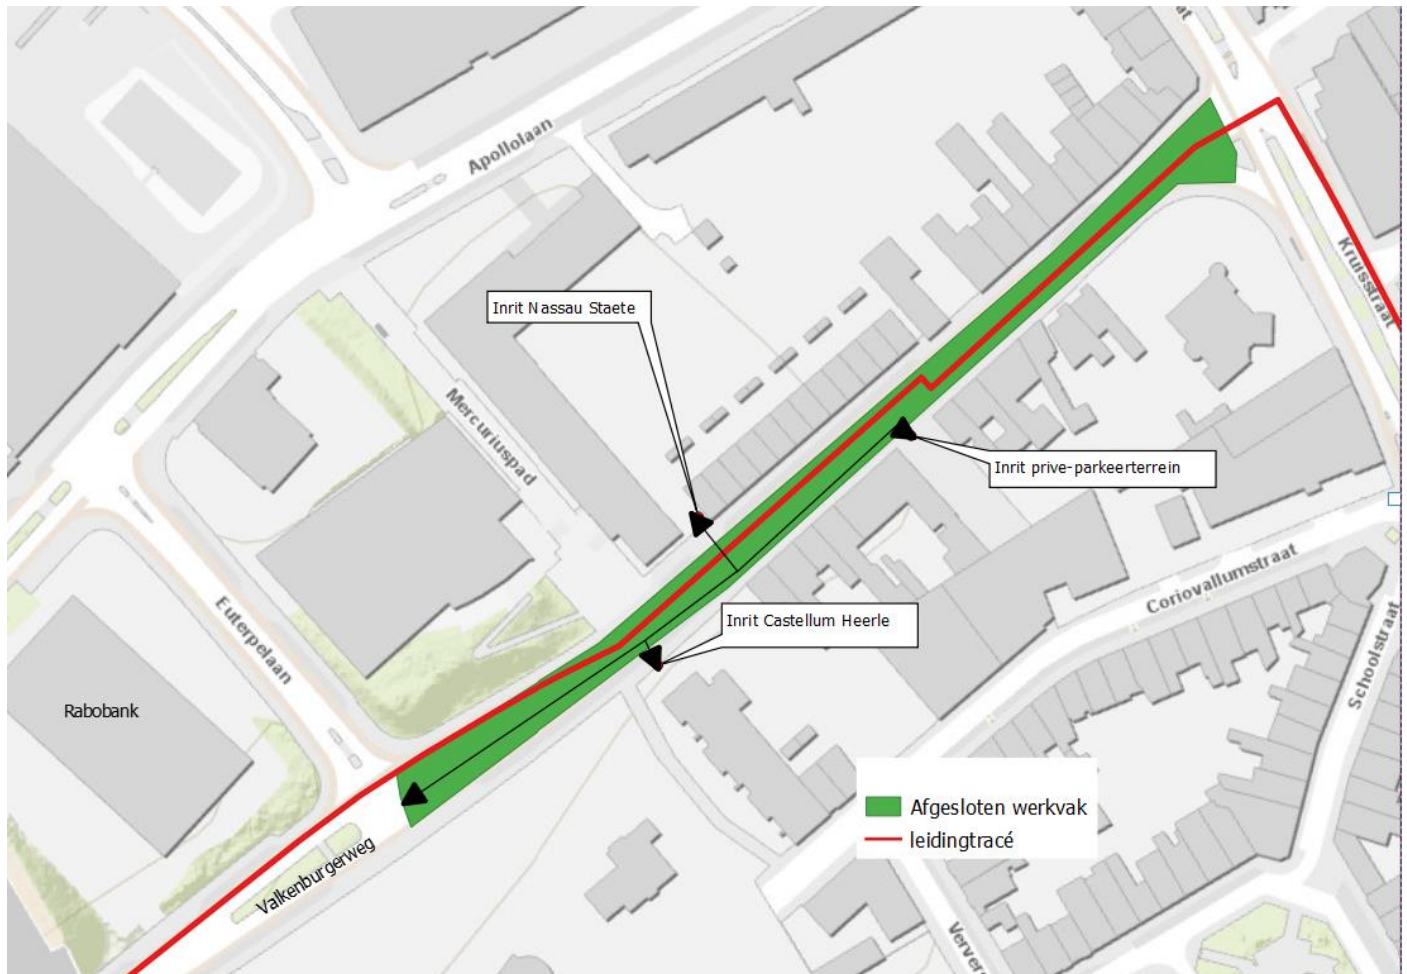 Apollolaan
Kruisstraat
Inrit Nassau Staete
Mercuriuspad
Inrit prive-parkeerterrein
Coriovallumstraat
Inrit Castellum Heerle
Euterpelaan
Schoolstraat
Rabobank
Afgesloten werkvak
leidingtracé
Valkenburgerweg